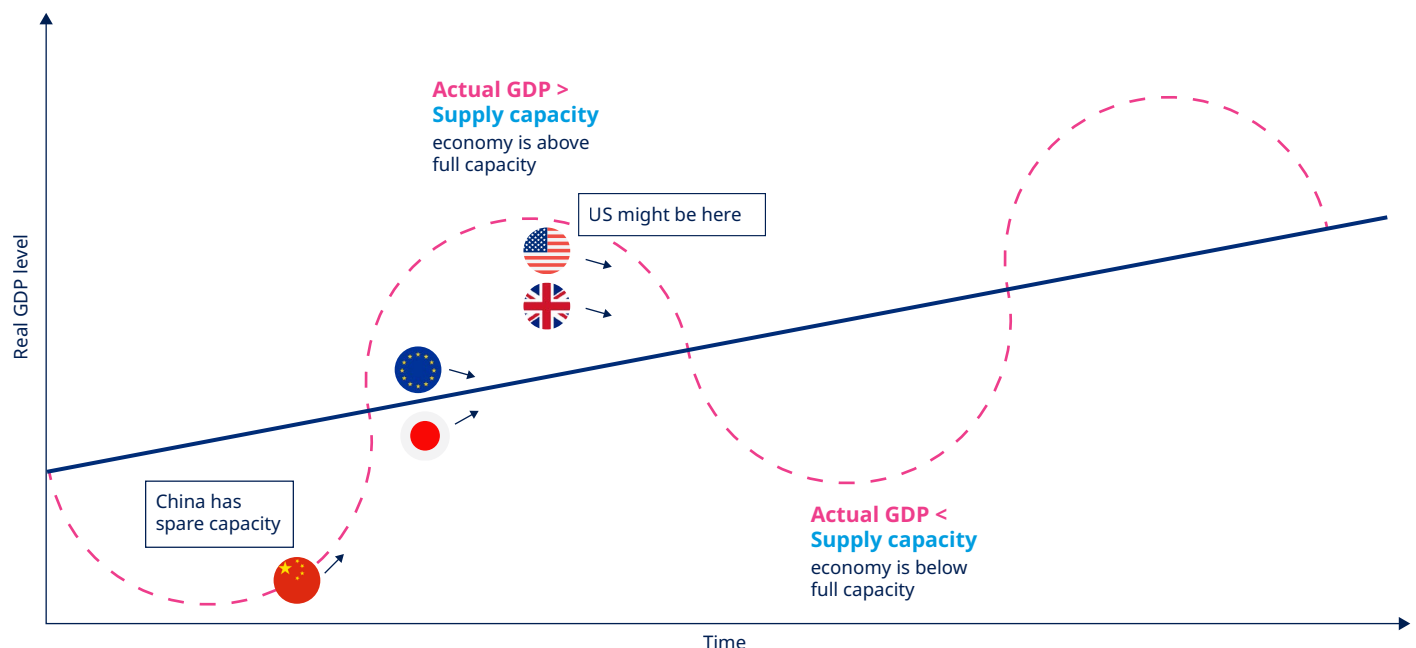 Actual GDP >
Supply capacity
economy is above
full capacity
US might be here
Real GDP level
China has
spare capacity
Actual GDP <
Supply capacity
economy is below
full capacity
Time